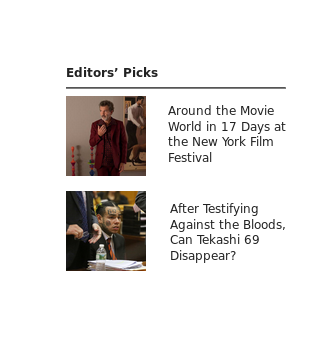 Editors’ Picks
Around the Movie
World in 17 Days at
the New York Film
Festival
After Testifying
Against the Bloods,
Can Tekashi 69
Disappear?